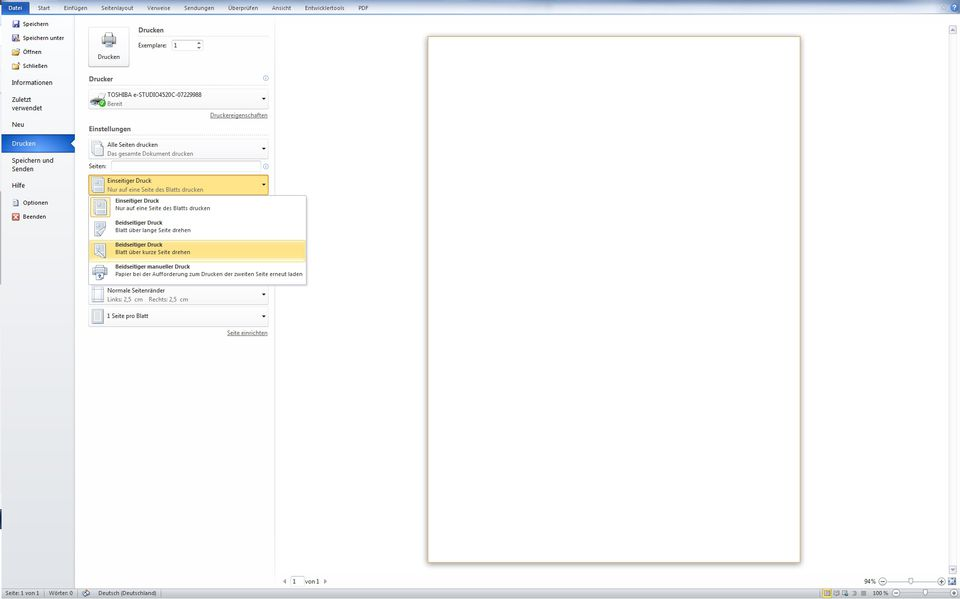 Datei Start Einfügen Seitenlayout Verweise Sendungen Überprüfen Ansicht Entwicklertools PDF
Speichern
Speichern unter
Öffnen
Schließen
Informationen
Zuletzt
verwendet
Neu
Drucken
Speichern und
Senden
Hilfe
Optionen
Beenden
Drucken
Drucken
Exemplare: 1
Drucker
TOSHIBA e-STUDIO4520C-07229988
Bereit
Druckereigenschaften
Einstellungen
Alle Seiten drucken
Das gesamte Dokument drucken
Seiten:
Einseitiger Druck
Nur auf eine Seite des Blatts drucken
Einseitiger Druck
Nur auf eine Seite des Blatts drucken
Beidseitiger Druck
Blatt über lange Seite drehen
Beidseitiger Druck
Blatt über kurze Seite drehen
Beidseitiger manueller Druck
Papier bei der Aufforderung zum Drucken der zweiten Seite erneut laden
Normale Seitenränder
Links: 2,5 cm Rechts: 2,5 cm
1 Seite pro Blatt
Seite einrichten
1 von 1
94%
Seite: 1 von 1 Wörter: 0 Deutsch (Deutschland) 100 %